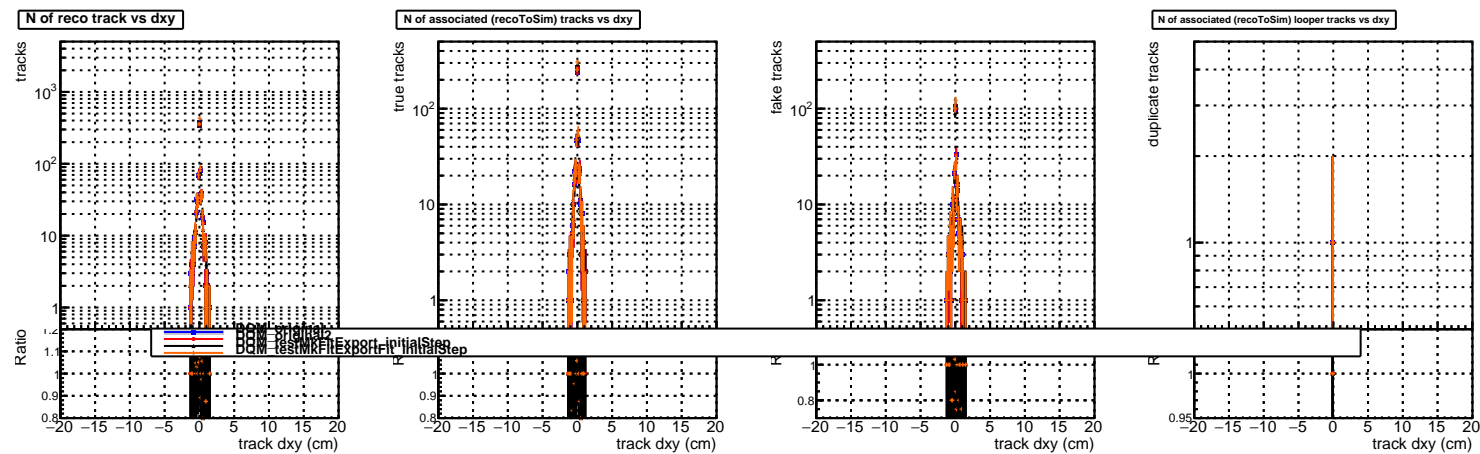 N of reco track vs dxy
N of associated (recoToSim) tracks vs dxy
N of associated (recoToSim) looper tracks vs dxy
tracks
10³
10²
10
1
true tracks
10²
10
1
fake tracks
10²
10
1
duplicate tracks
1
DQM_testMkFitExport_initialStep
DQM_testMkFitExportFit_initialStep
Ratio
1.2
1.1
1
0.9
0.8
−20 −15 −10 −5 0 5 10 15 20
track dxy (cm)
1.1
1
0.9
0.8
−20 −15 −10 −5 0 5 10 15 20
track dxy (cm)
1
0.8
−20 −15 −10 −5 0 5 10 15 20
track dxy (cm)
1
0.95
−20 −15 −10 −5 0 5 10 15 20
track dxy (cm)